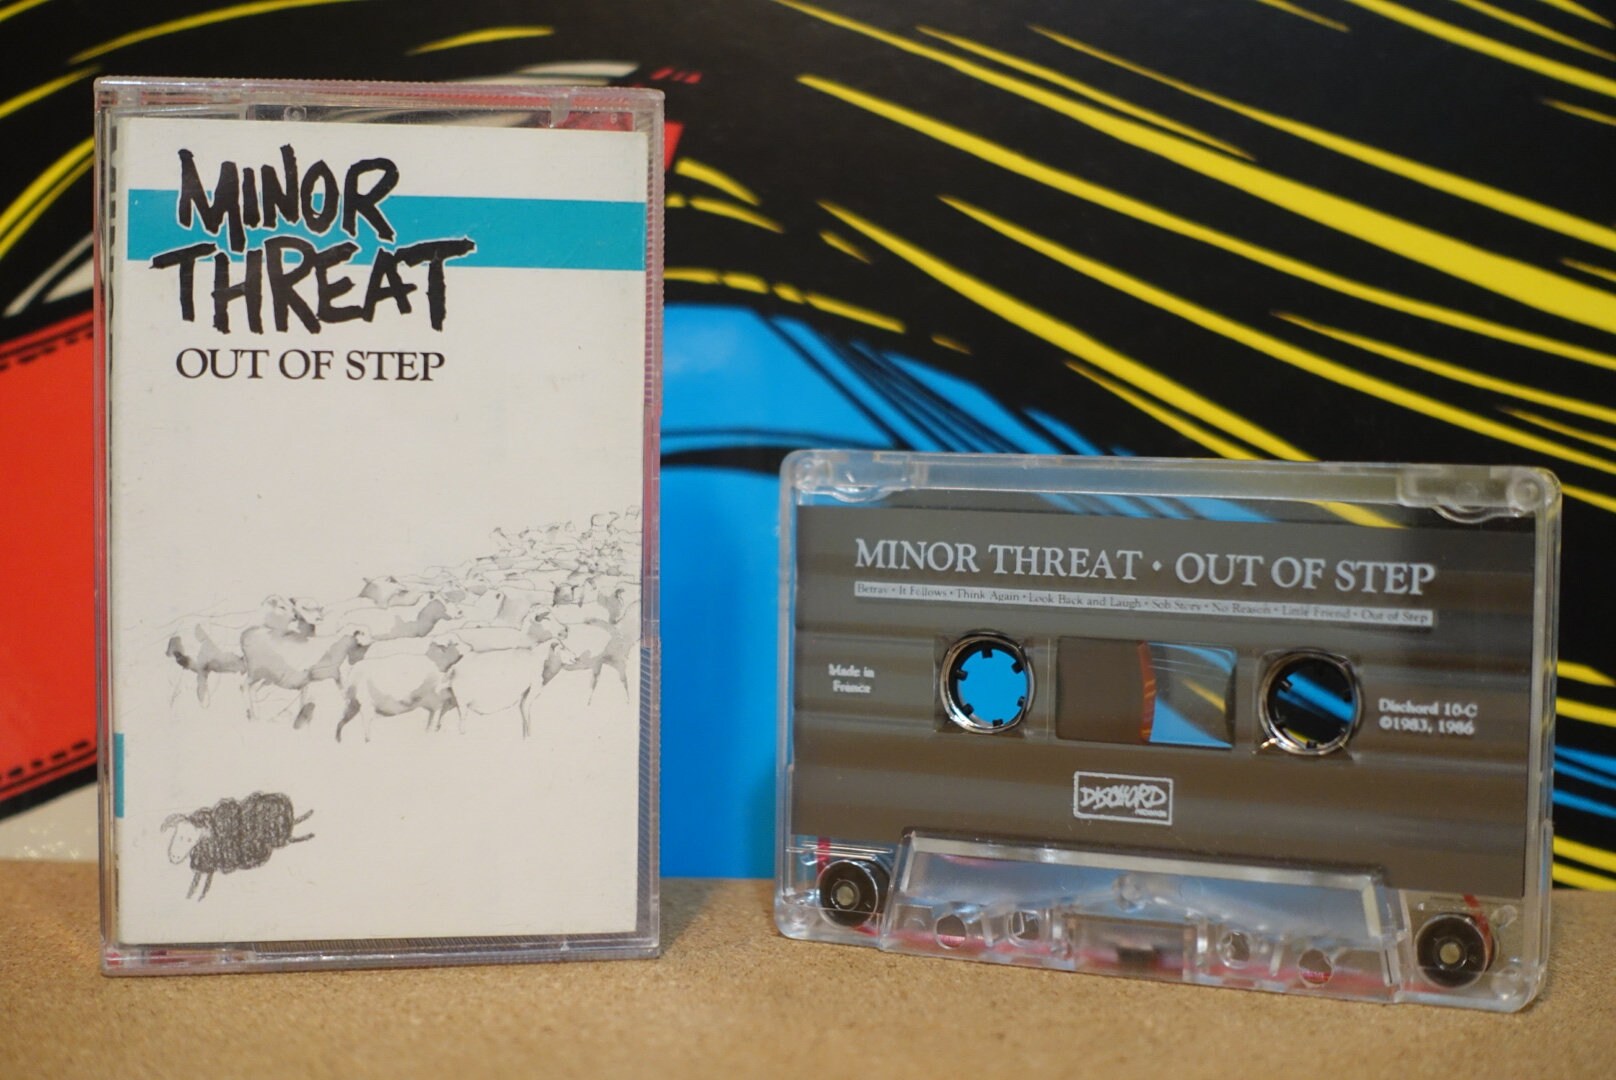 MINOR
THREAT
OUT OF STEP
MINOR THREAT • OUT OF STEP
Betray • It Follows • Think Again • Look Back and Laugh • Sob Story • No Reason • Little Friend • Out of Step
Made in
France
Dischord 10-C
©1983, 1986
DISCHORD
RECORDS